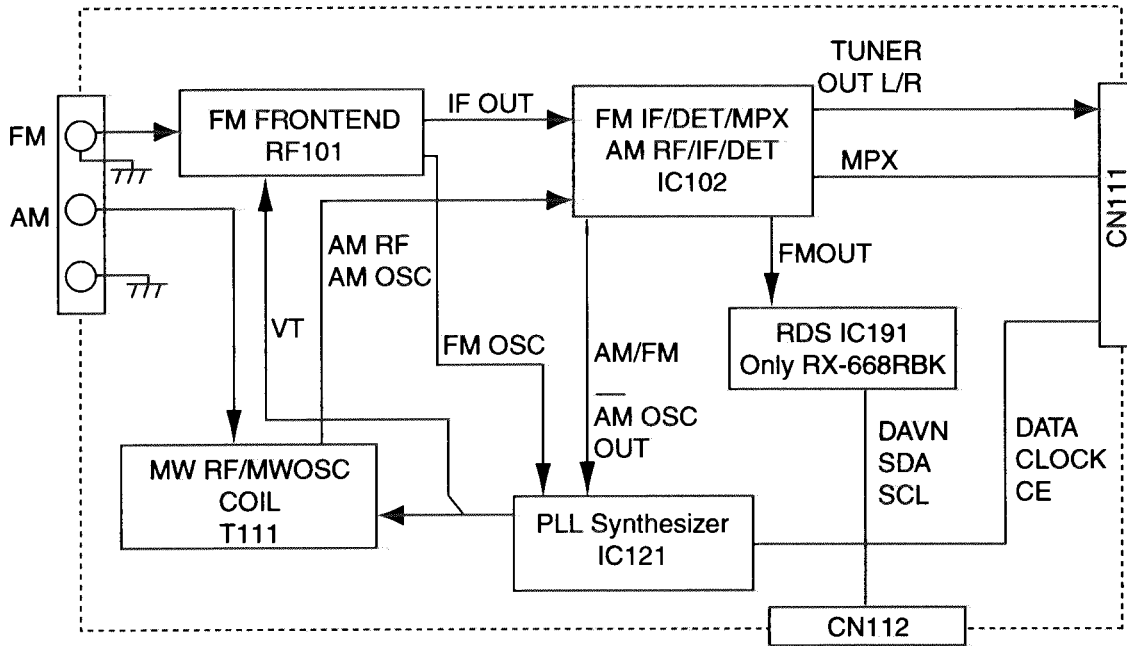 TUNER
OUT L/R
FM
FM FRONTEND
RF101
IF OUT
FM IF/DET/MPX
AM RF/IF/DET
IC102
MPX
CN111
AM
AM RF
AM OSC
FMOUT
VT
FM OSC
AM/FM
AM OSC
OUT
RDS IC191
Only RX-668RBK
DAVN
SDA
SCL
DATA
CLOCK
CE
MW RF/MWOSC
COIL
T111
PLL Synthesizer
IC121
CN112